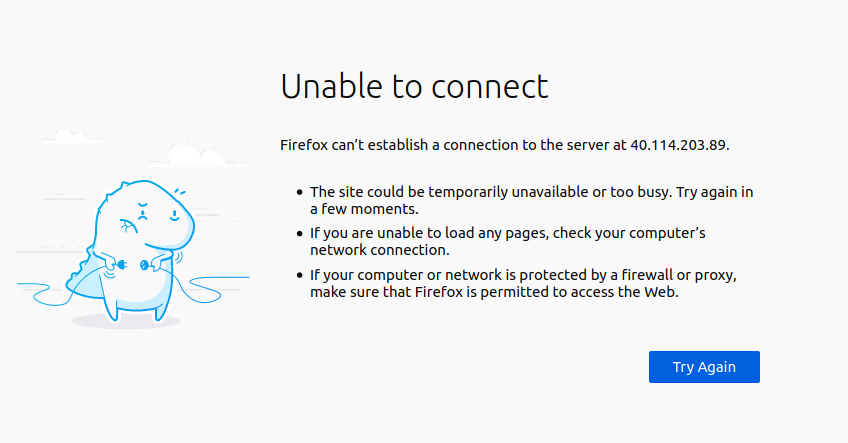 Unable to connect
Firefox can’t establish a connection to the server at 40.114.203.89.
• The site could be temporarily unavailable or too busy. Try again in
a few moments.
• If you are unable to load any pages, check your computer’s
network connection.
• If your computer or network is protected by a firewall or proxy,
make sure that Firefox is permitted to access the Web.
Try Again